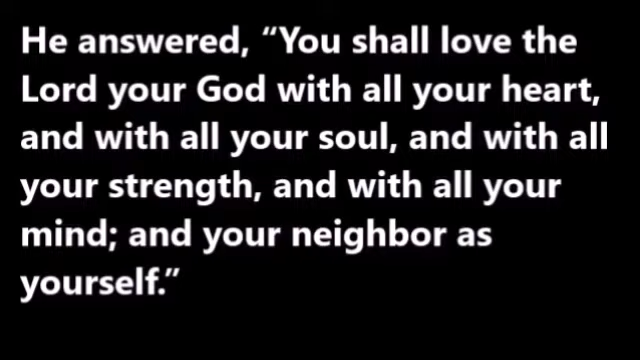 He answered, “You shall love the
Lord your God with all your heart,
and with all your soul, and with all
your strength, and with all your
mind; and your neighbor as
yourself.”